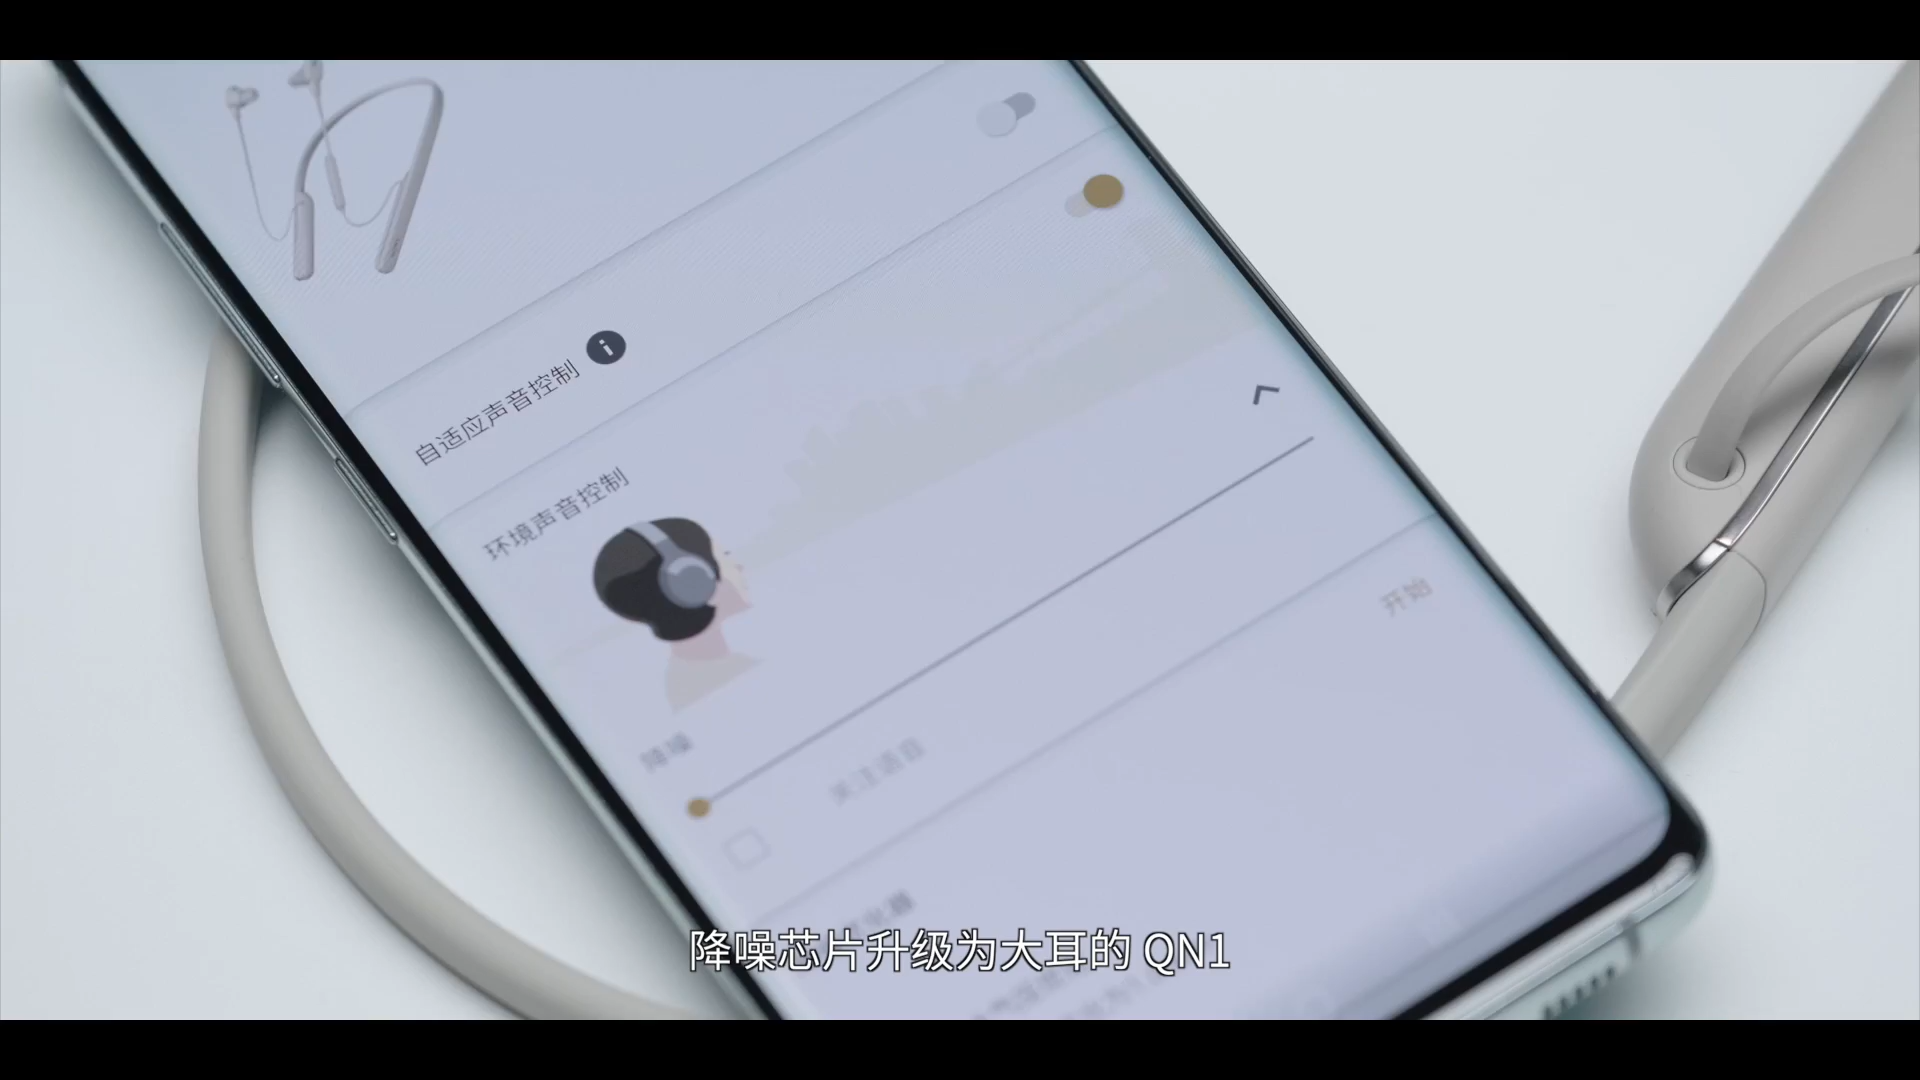 自适应声音控制
环境声音控制
开始
降噪
关注语音
降噪芯片升级为大耳的 QN1